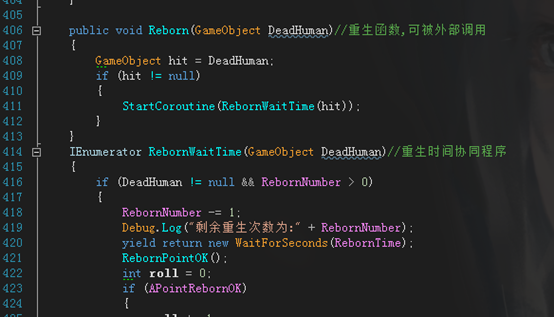 404 }
405
406 public void Reborn(GameObject DeadHuman)//重生函数,可被外部调用
407 {
408 GameObject hit = DeadHuman;
409 if (hit != null)
410 {
411 StartCoroutine(RebornWaitTime(hit));
412 }
413 }
414 IEnumerator RebornWaitTime(GameObject DeadHuman)//重生时间协同程序
415 {
416 if (DeadHuman != null && RebornNumber > 0)
417 {
418 RebornNumber -= 1;
419 Debug.Log("剩余重生次数为:" + RebornNumber);
420 yield return new WaitForSeconds(RebornTime);
421 RebornPointOK();
422 int roll = 0;
423 if (APointRebornOK)
424 {